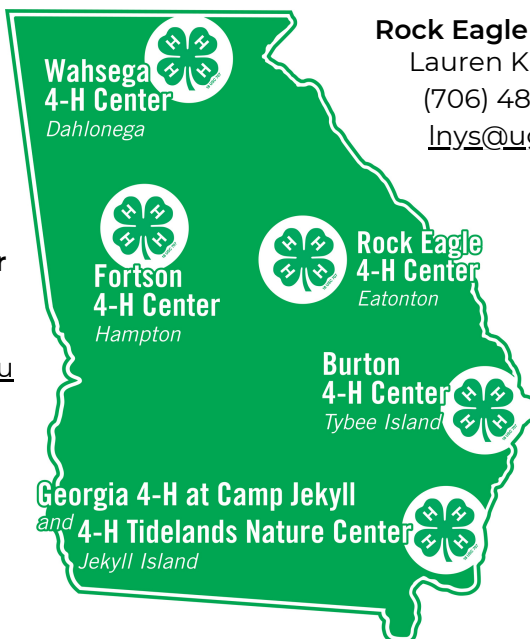 Rock Eagle
Lauren K
(706) 48
lnys@ug
Wahsega
4-H Center
Dahlonega
H H
H H
Fortson
4-H Center
Hampton
H H
H H
Rock Eagle
4-H Center
Eatonton
H H
H H
r
u
Burton
4-H Center
Tybee Island
H H
H H
Georgia 4-H at Camp Jekyll
and 4-H Tidelands Nature Center
Jekyll Island
H H
H H